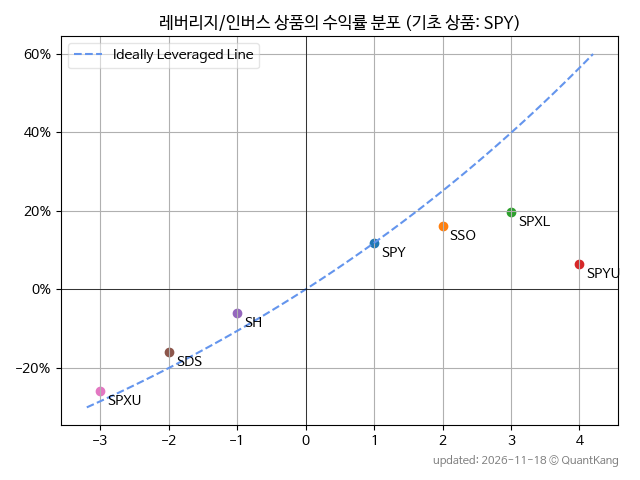 레버리지/인버스 상품의 수익률 분포 (기초 상품: SPY)
Ideally Leveraged Line
60%
40%
20%
0%
−20%
SPXL
SSO
SPY
SPYU
SH
SDS
SPXU
−3 −2 −1 0 1 2 3 4
updated: 2026-11-18 © QuantKang